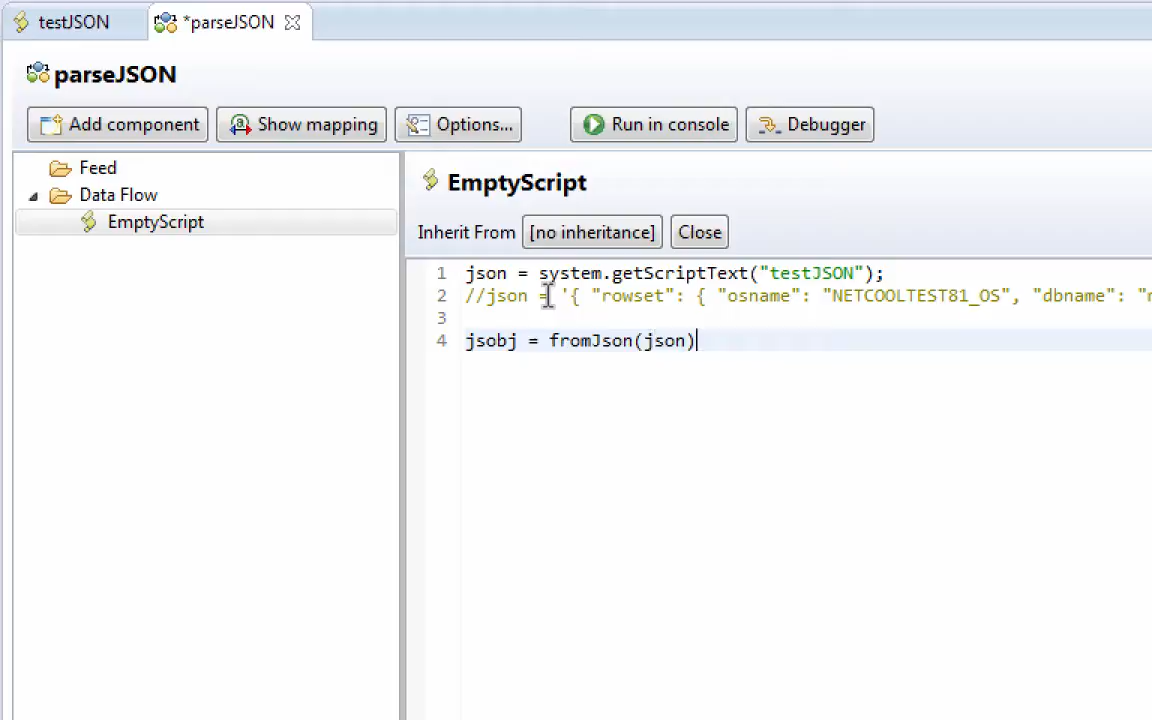 testJSON *parseJSON
parseJSON
Add component Show mapping Options... Run in console Debugger
Feed
Data Flow
EmptyScript
EmptyScript
Inherit From [no inheritance] Close
1 json = system.getScriptText("testJSON");
2 //json = '{ "rowset": { "osname": "NETCOOLTEST81_OS", "dbname": "
3
4 jsobj = fromJson(json)